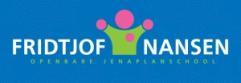 FRIDTJOF NANSEN
OPENBARE JENAPLANSCHOOL